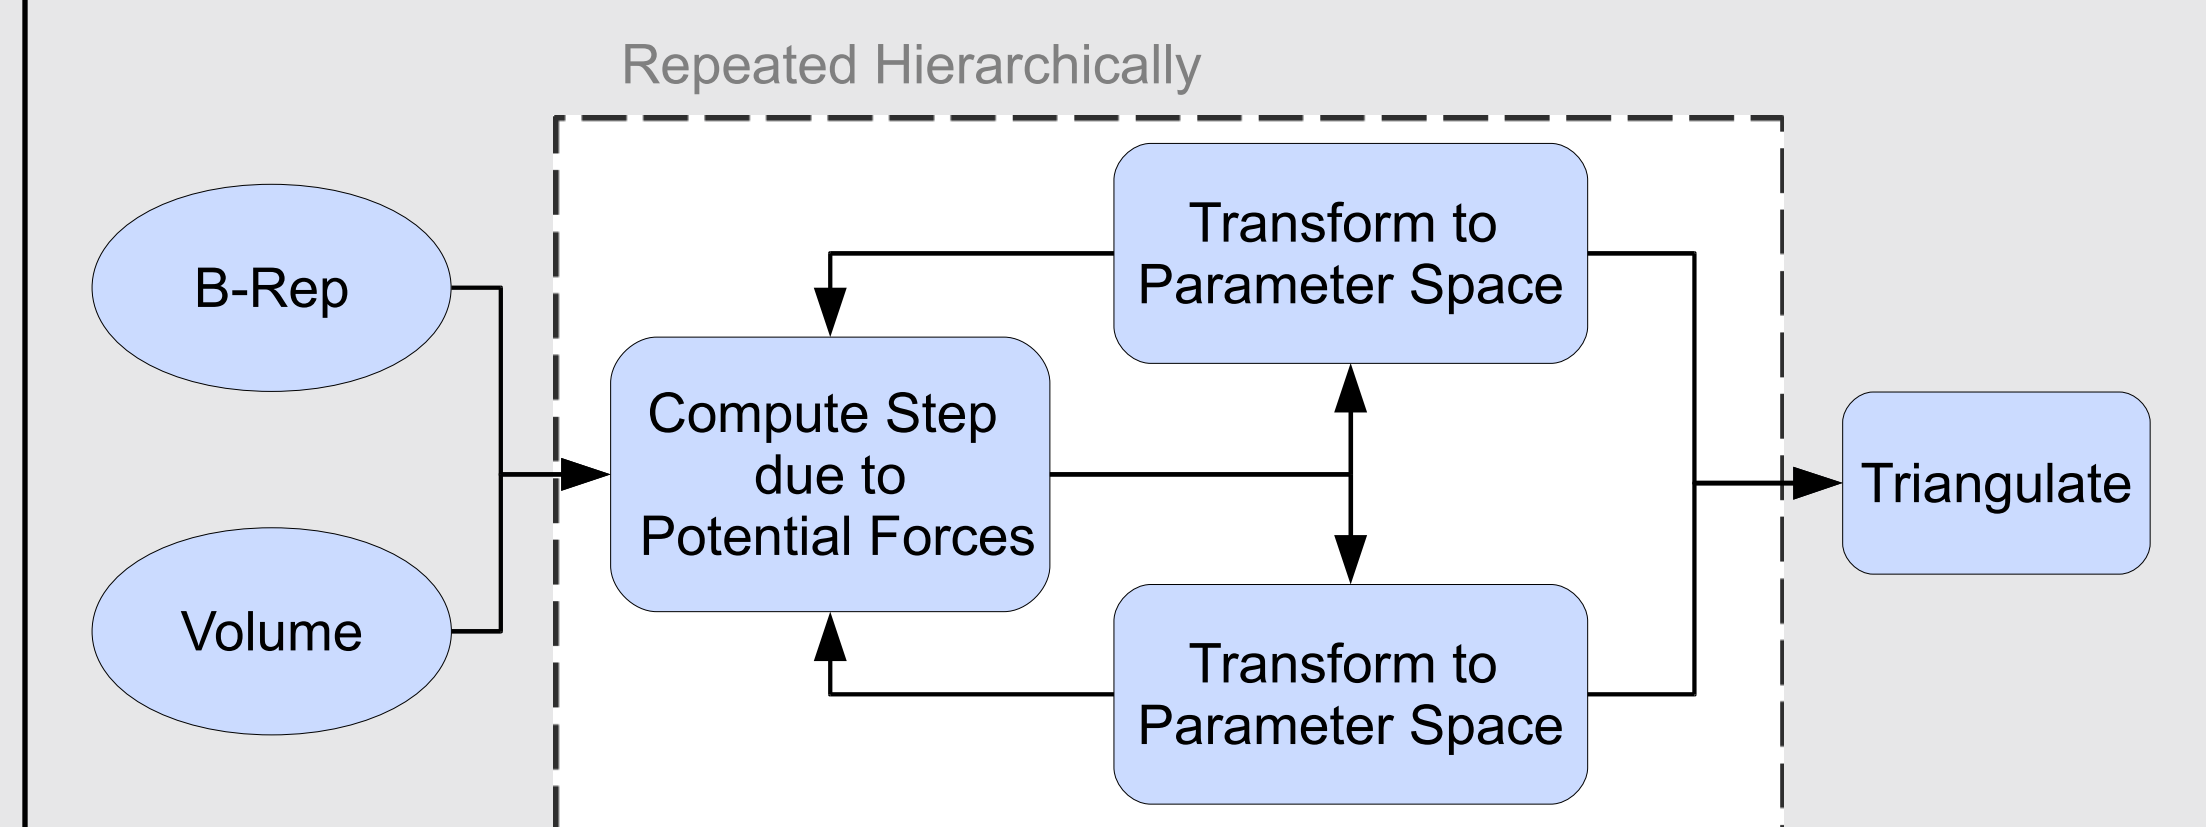 Repeated Hierarchically
B-Rep
Volume
Compute Step
due to
Potential Forces
Transform to
Parameter Space
Transform to
Parameter Space
Triangulate